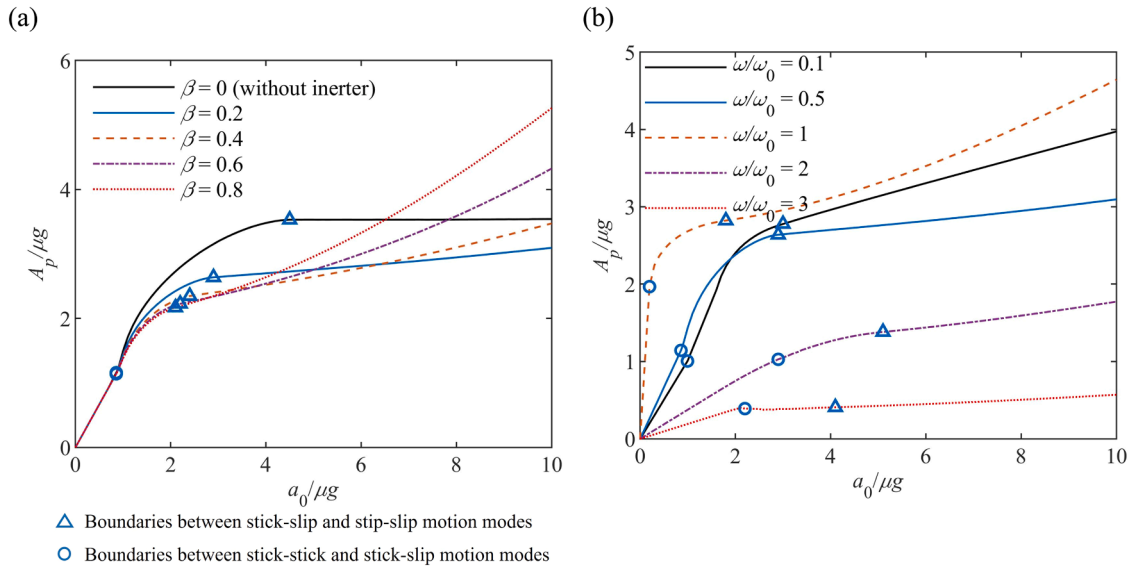 (a)
6
4
2
0
A_p/μg
β = 0 (without inerter)
β = 0.2
β = 0.4
β = 0.6
β = 0.8
0 2 4 6 8 10
a_0/μg
(b)
5
4
3
2
1
0
A_p/μg
ω/ω_0 = 0.1
ω/ω_0 = 0.5
ω/ω_0 = 1
ω/ω_0 = 2
ω/ω_0 = 3
0 2 4 6 8 10
a_0/μg
Boundaries between stick-slip and stip-slip motion modes
Boundaries between stick-stick and stick-slip motion modes